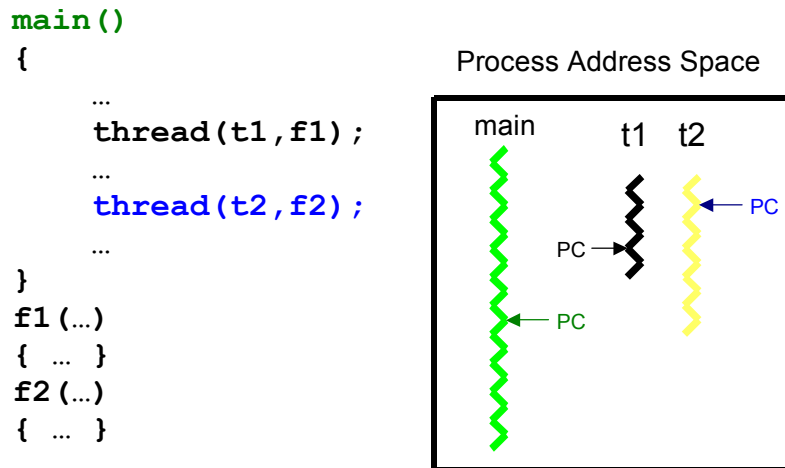 main()
{
…
thread(t1,f1);
…
thread(t2,f2);
…
}
f1(…)
{ … }
f2(…)
{ … }
Process Address Space
main t1 t2
PC
PC
PC